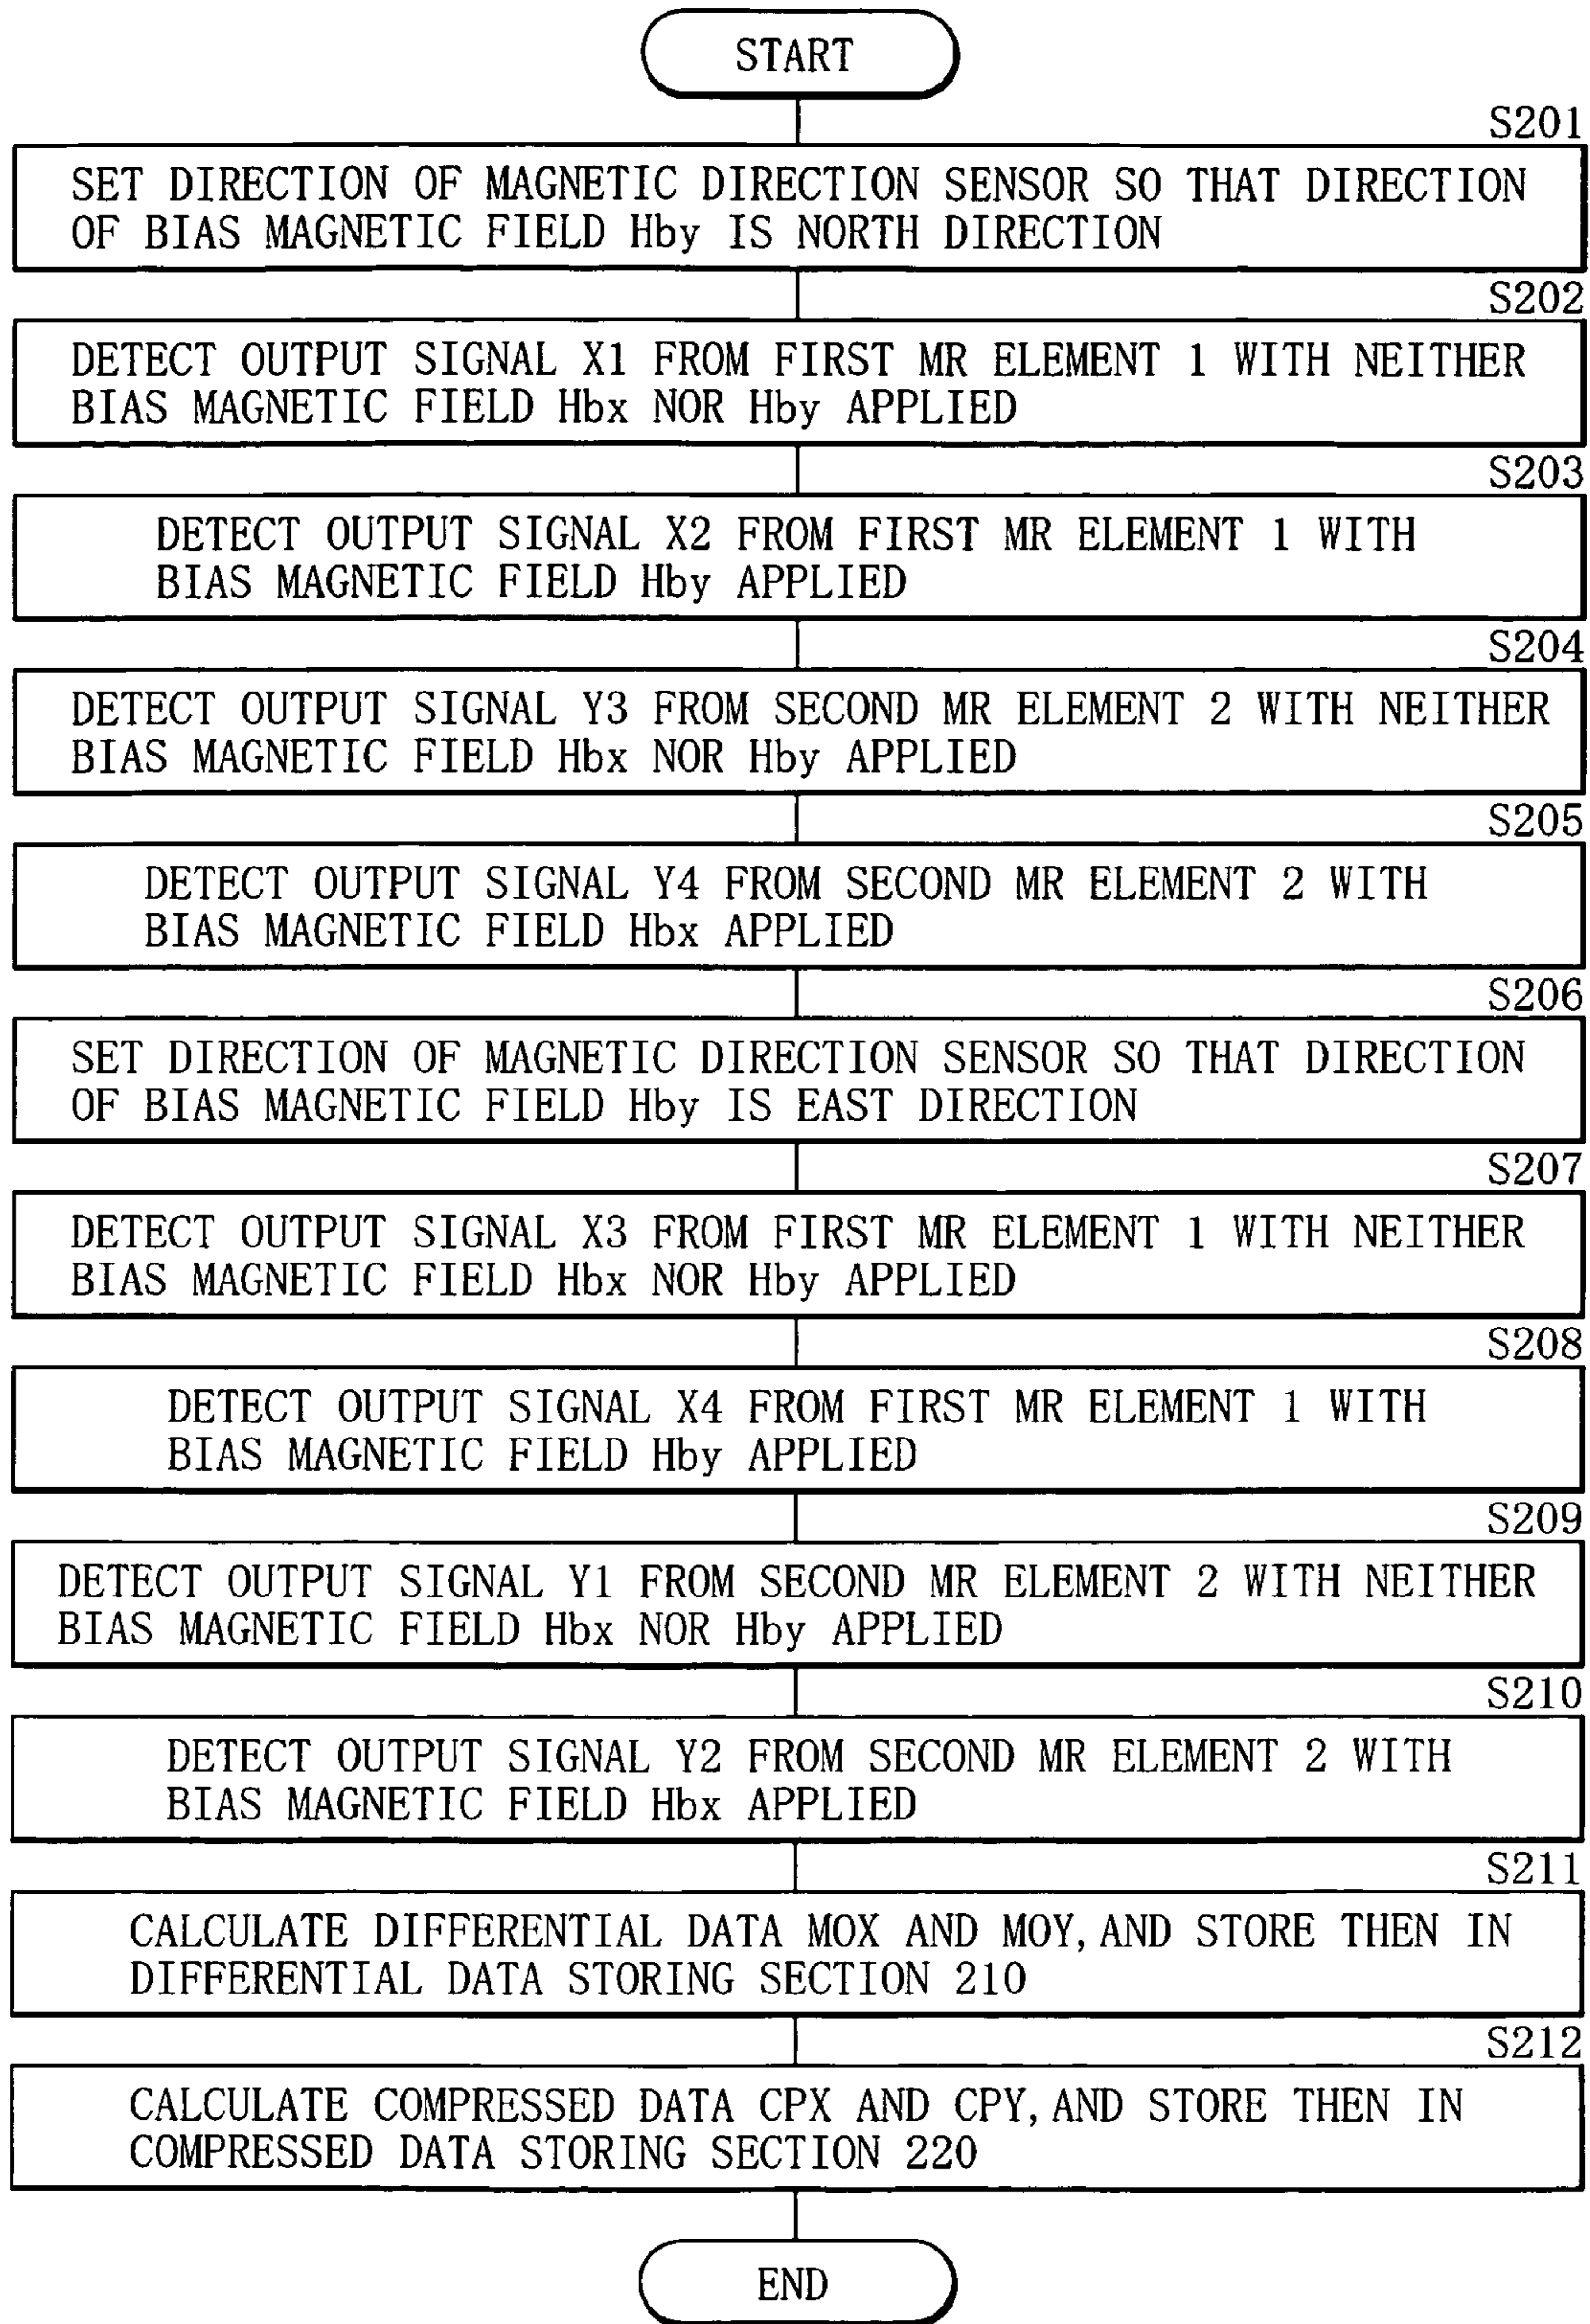 START
S201
SET DIRECTION OF MAGNETIC DIRECTION SENSOR SO THAT DIRECTION
OF BIAS MAGNETIC FIELD Hby IS NORTH DIRECTION
S202
DETECT OUTPUT SIGNAL X1 FROM FIRST MR ELEMENT 1 WITH NEITHER
BIAS MAGNETIC FIELD Hbx NOR Hby APPLIED
S203
DETECT OUTPUT SIGNAL X2 FROM FIRST MR ELEMENT 1 WITH
BIAS MAGNETIC FIELD Hby APPLIED
S204
DETECT OUTPUT SIGNAL Y3 FROM SECOND MR ELEMENT 2 WITH NEITHER
BIAS MAGNETIC FIELD Hbx NOR Hby APPLIED
S205
DETECT OUTPUT SIGNAL Y4 FROM SECOND MR ELEMENT 2 WITH
BIAS MAGNETIC FIELD Hbx APPLIED
S206
SET DIRECTION OF MAGNETIC DIRECTION SENSOR SO THAT DIRECTION
OF BIAS MAGNETIC FIELD Hby IS EAST DIRECTION
S207
DETECT OUTPUT SIGNAL X3 FROM FIRST MR ELEMENT 1 WITH NEITHER
BIAS MAGNETIC FIELD Hbx NOR Hby APPLIED
S208
DETECT OUTPUT SIGNAL X4 FROM FIRST MR ELEMENT 1 WITH
BIAS MAGNETIC FIELD Hby APPLIED
S209
DETECT OUTPUT SIGNAL Y1 FROM SECOND MR ELEMENT 2 WITH NEITHER
BIAS MAGNETIC FIELD Hbx NOR Hby APPLIED
S210
DETECT OUTPUT SIGNAL Y2 FROM SECOND MR ELEMENT 2 WITH
BIAS MAGNETIC FIELD Hbx APPLIED
S211
CALCULATE DIFFERENTIAL DATA MOX AND MOY, AND STORE THEN IN
DIFFERENTIAL DATA STORING SECTION 210
S212
CALCULATE COMPRESSED DATA CPX AND CPY, AND STORE THEN IN
COMPRESSED DATA STORING SECTION 220
END